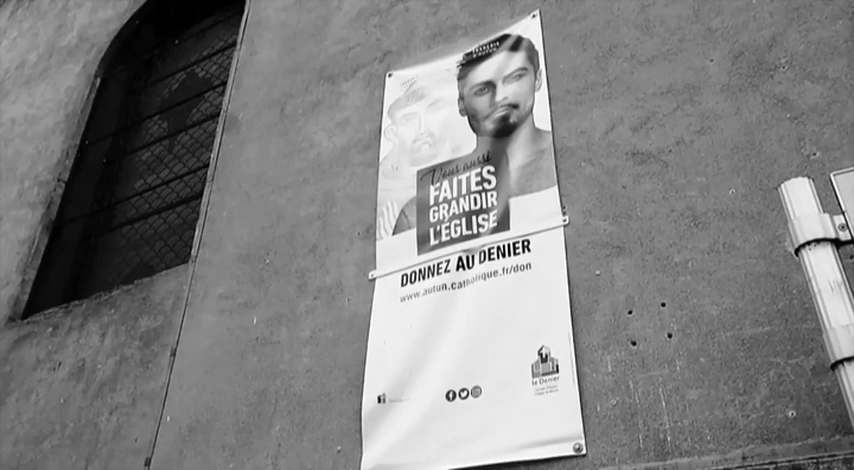 Vous aussi
FAITES
GRANDIR
L'EGLISE
DONNEZ AU DENIER
www.autun.catholique.fr/don
le Denier